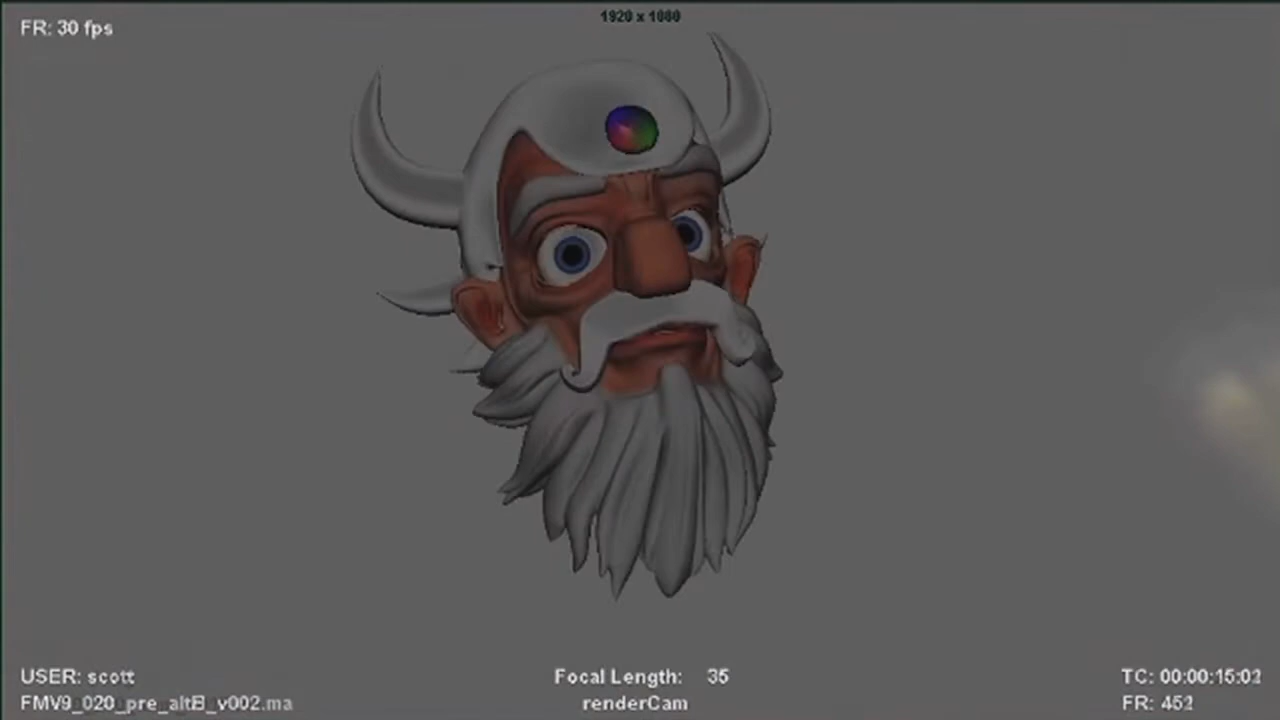 1920 x 1080
FR: 30 fps
USER: scott
Focal Length: 35
TC: 00:00:15:02
FMV9_020_pre_altB_v002.ma
renderCam
FR: 452